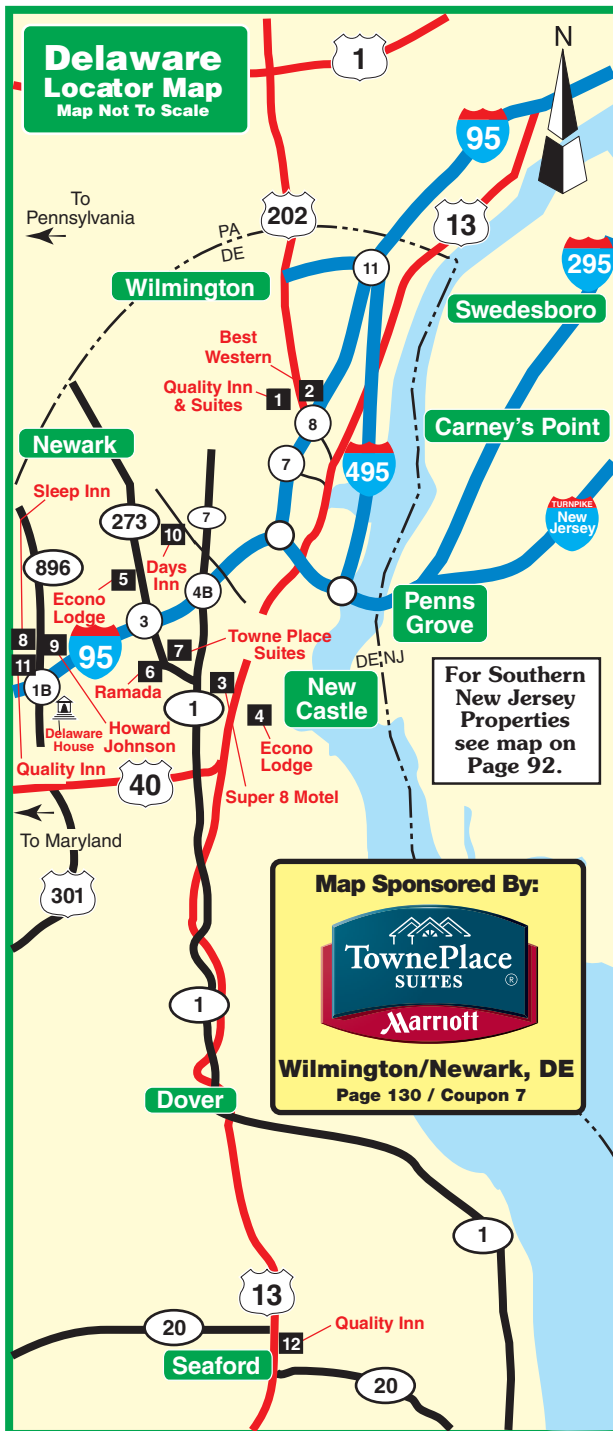 Delaware
Locator Map
Map Not To Scale
1
N
95
202
13
To
Pennsylvania
PA
DE
11
295
Wilmington
Swedesboro
Best
Western
Quality Inn
& Suites
1
2
8
Carney's Point
Newark
7
495
Sleep Inn
TURNPIKE
New
Jersey
273
7
10
896
Days
Inn
5
Econo
Lodge
4B
3
Penns
Grove
8
9
95
7
Towne Place
Suites
11
6
Ramada
DE
NJ
1B
3
New
Castle
For Southern
New Jersey
Properties
see map on
Page 92.
Delaware
House
Howard
Johnson
1
4
Econo
Lodge
Quality Inn
40
Super 8 Motel
To Maryland
301
Map Sponsored By:
TownePlace
SUITES
®
Marriott
Wilmington/Newark, DE
Page 130 / Coupon 7
1
Dover
1
13
20
12
Quality Inn
Seaford
20